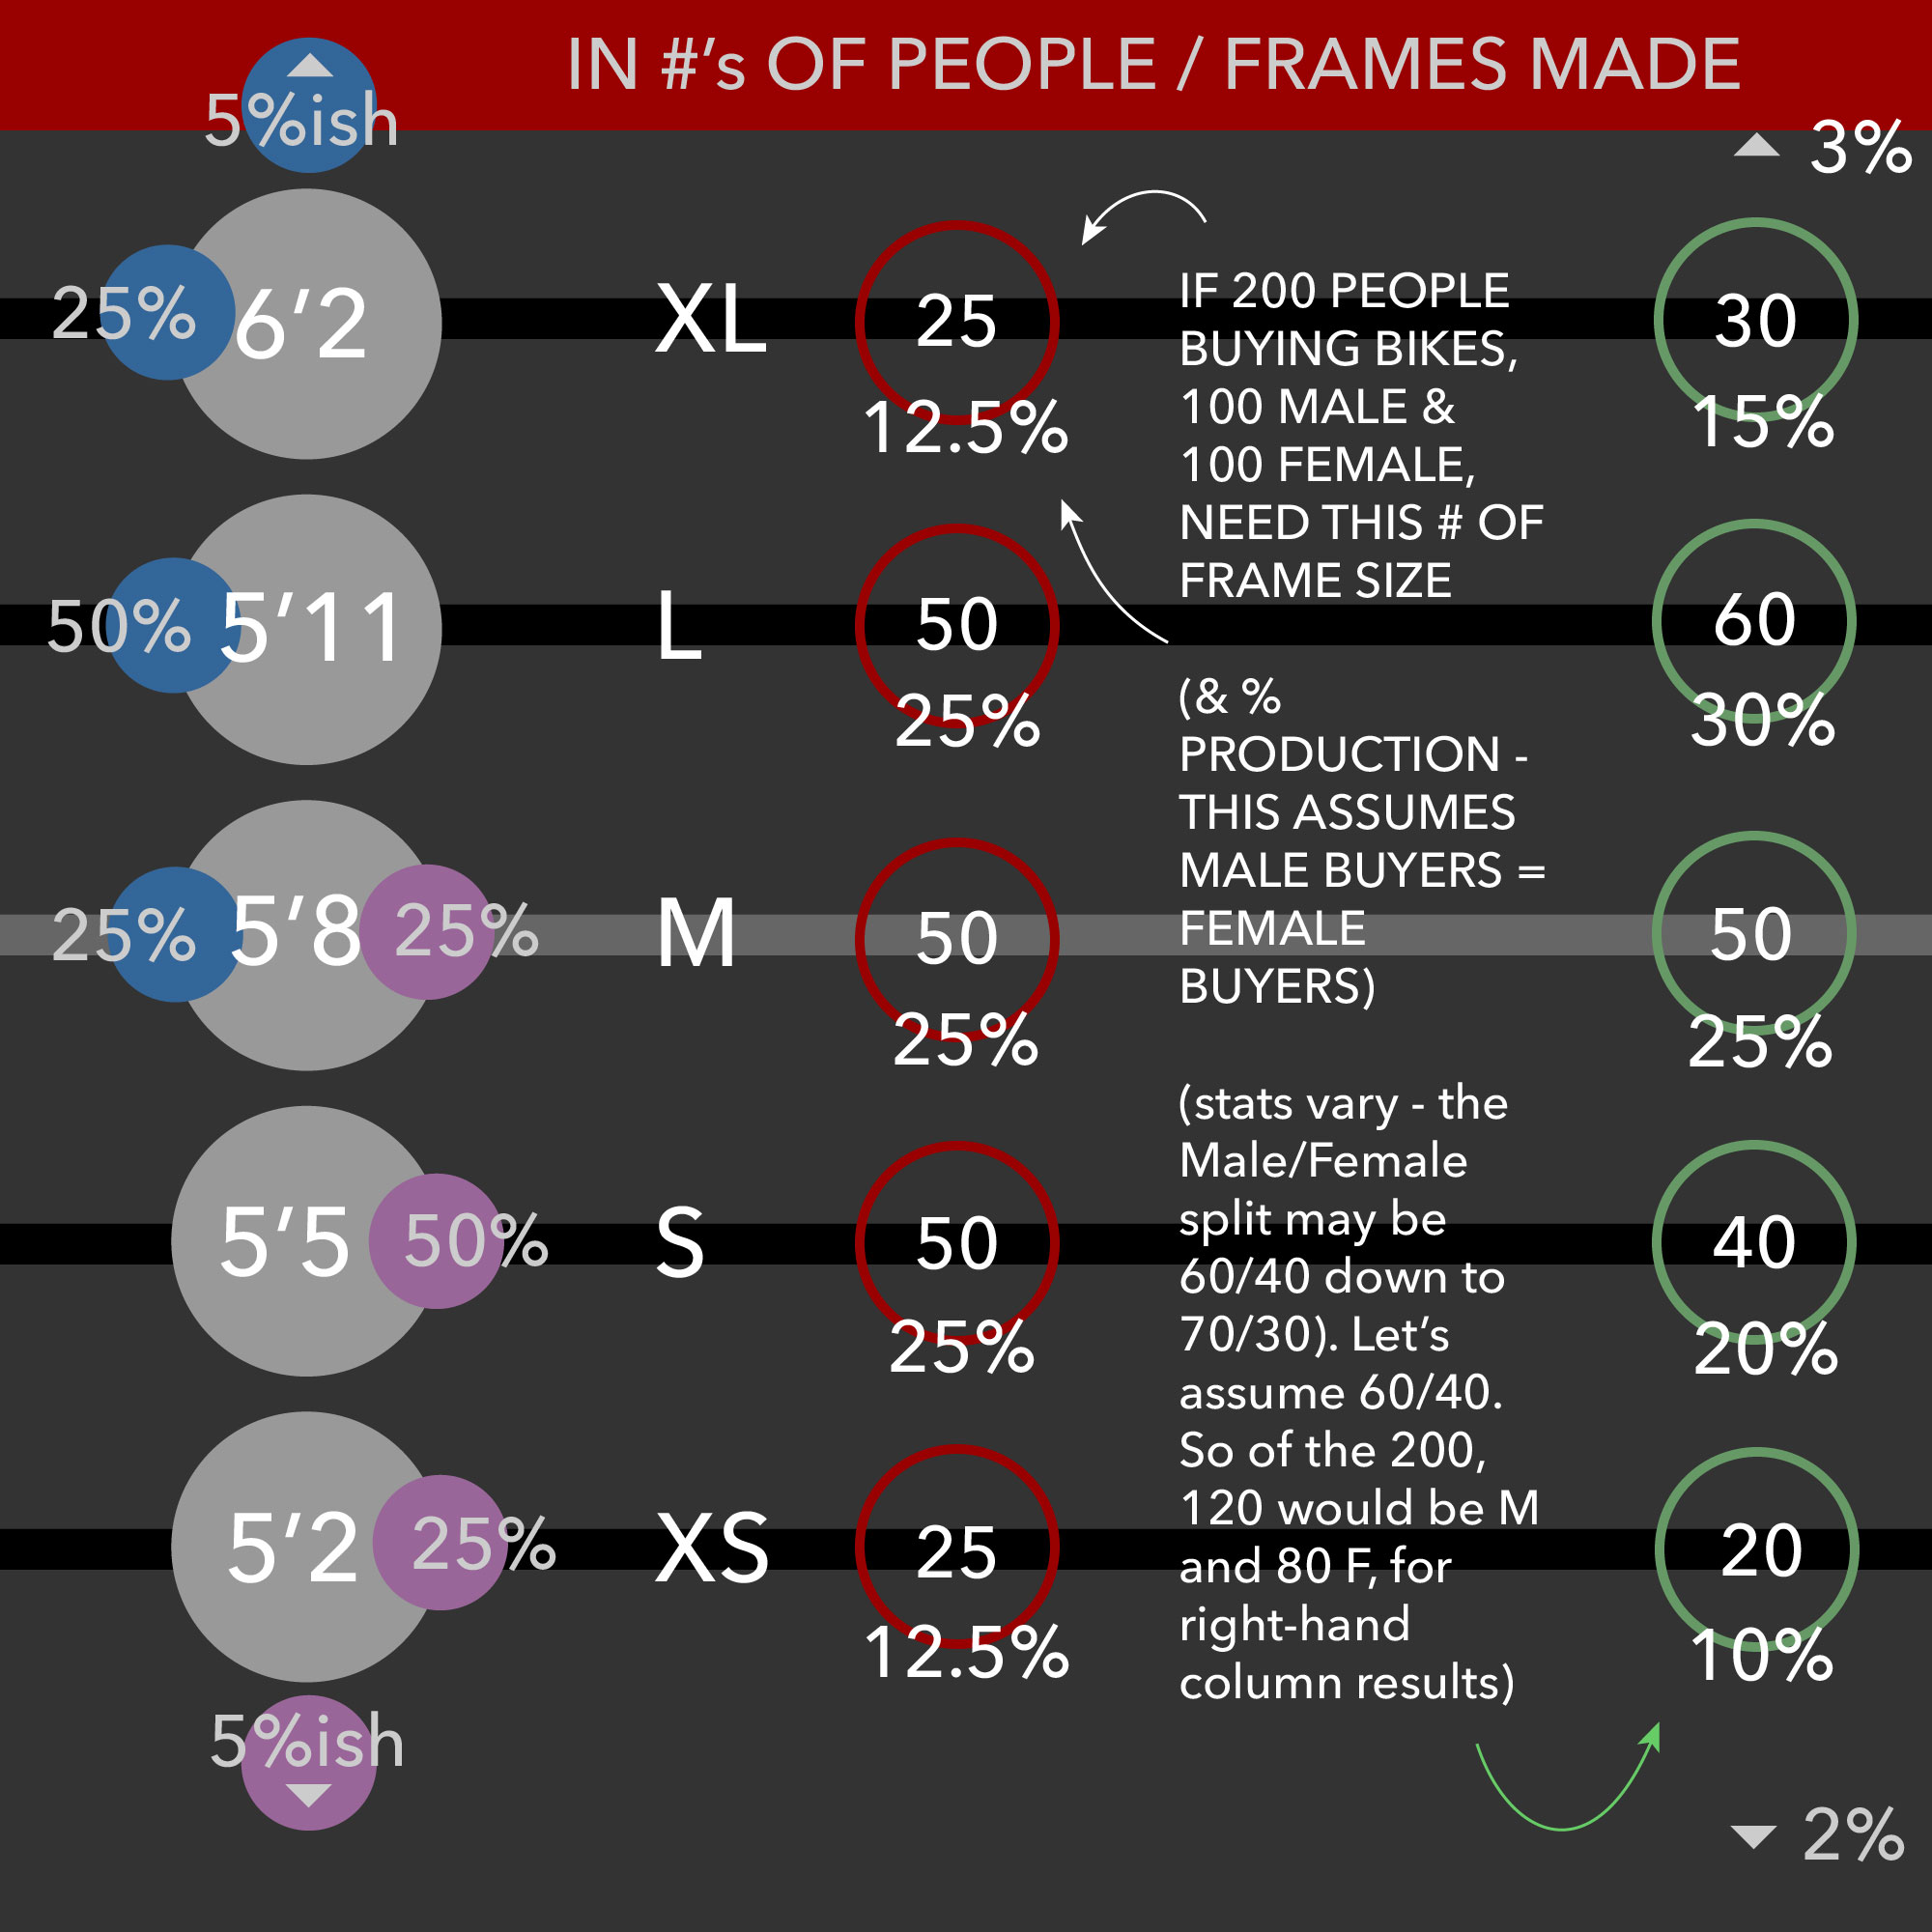 IN #'s OF PEOPLE / FRAMES MADE
5%ish
3%
25% 6'2 XL 25 12.5%
IF 200 PEOPLE
BUYING BIKES,
100 MALE &
100 FEMALE,
NEED THIS # OF
FRAME SIZE
30
15%
50% 5'11 L 50 25%
60
30%
(& %
PRODUCTION -
THIS ASSUMES
MALE BUYERS =
FEMALE
BUYERS)
25% 5'8 25% M 50 25%
50
25%
(stats vary - the
Male/Female
split may be
60/40 down to
70/30). Let's
assume 60/40.
So of the 200,
120 would be M
and 80 F, for
right-hand
column results)
5'5 50% S 50 25%
40
20%
5'2 25% XS 25 12.5%
20
10%
5%ish
2%